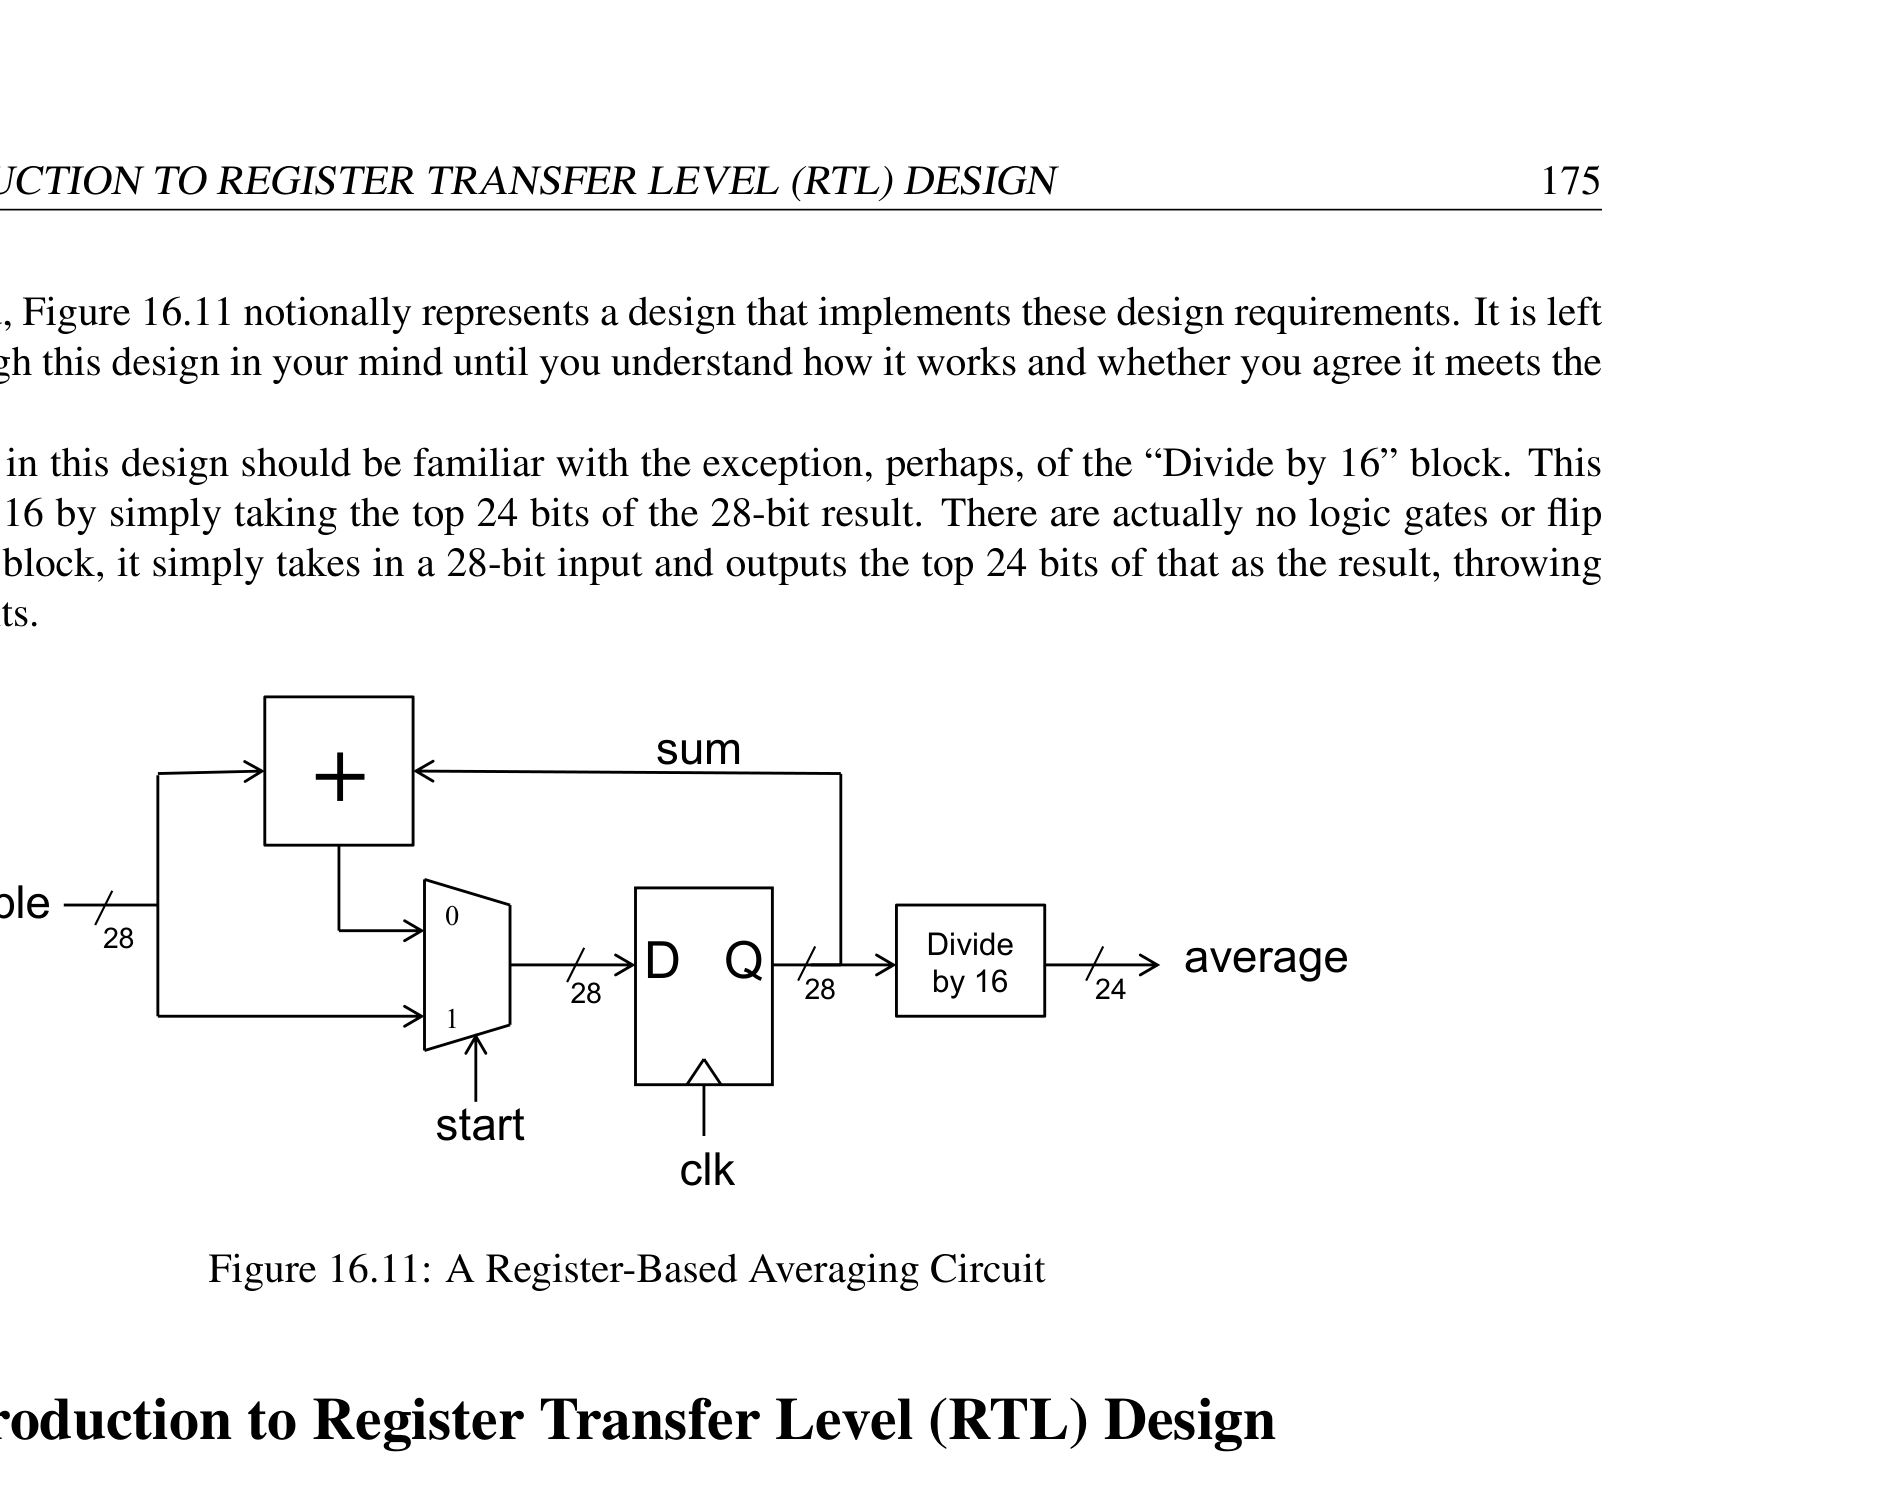 UCTION TO REGISTER TRANSFER LEVEL (RTL) DESIGN 175
, Figure 16.11 notionally represents a design that implements these design requirements. It is left
gh this design in your mind until you understand how it works and whether you agree it meets the
in this design should be familiar with the exception, perhaps, of the “Divide by 16” block. This
16 by simply taking the top 24 bits of the 28-bit result. There are actually no logic gates or flip
block, it simply takes in a 28-bit input and outputs the top 24 bits of that as the result, throwing
ts.
sum
+
ple
28
0
1
28
D Q
28
Divide
by 16
24
average
start
clk
Figure 16.11: A Register-Based Averaging Circuit
roduction to Register Transfer Level (RTL) Design